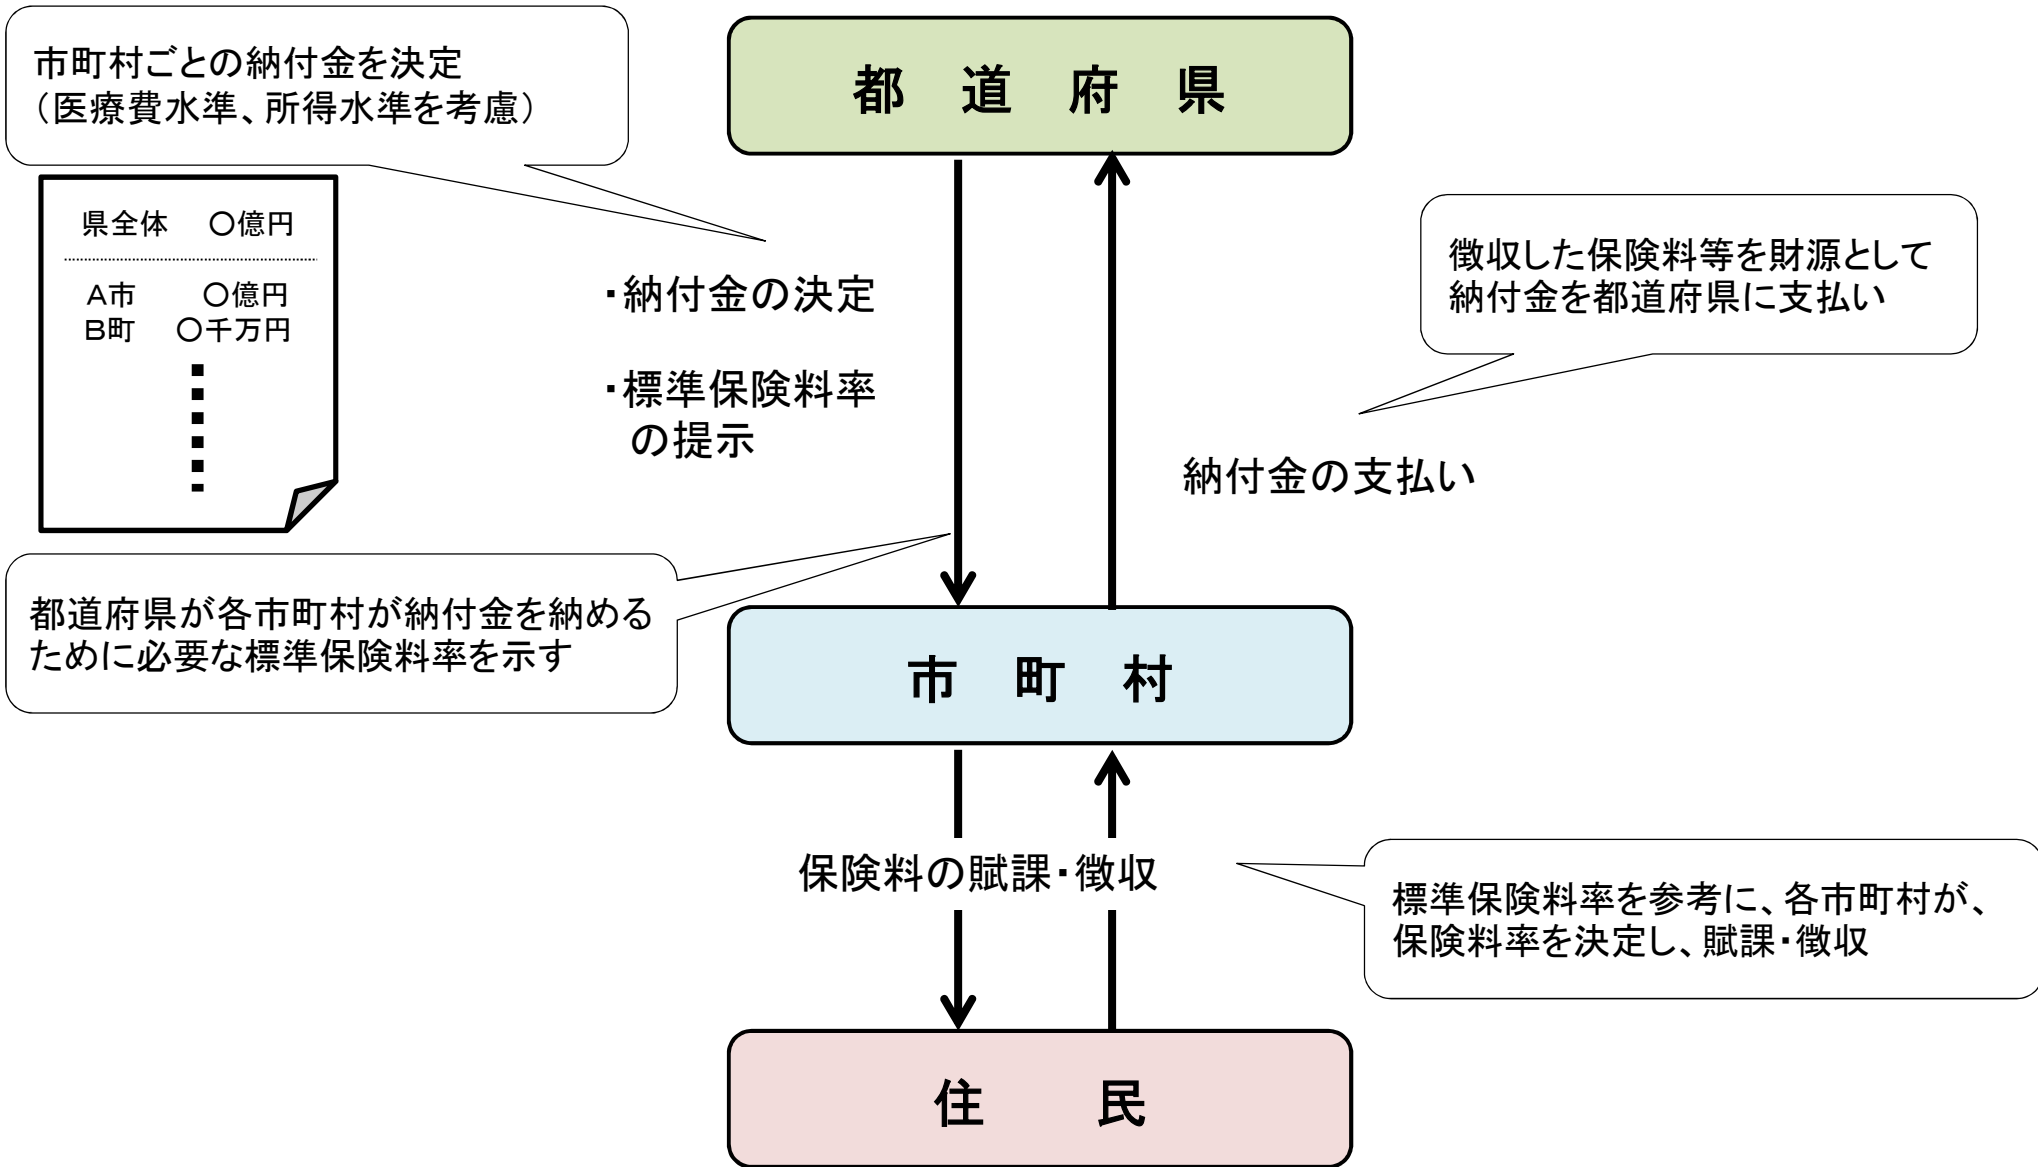 市町村ごとの納付金を決定
（医療費水準、所得水準を考慮）
都　道　府　県
県全体　〇億円
A市　〇億円
B町　〇千万円
・納付金の決定
・標準保険料率
の提示
徴収した保険料等を財源として
納付金を都道府県に支払い
納付金の支払い
都道府県が各市町村が納付金を納める
ために必要な標準保険料率を示す
市　町　村
保険料の賦課・徴収
標準保険料率を参考に、各市町村が、
保険料率を決定し、賦課・徴収
住　　民